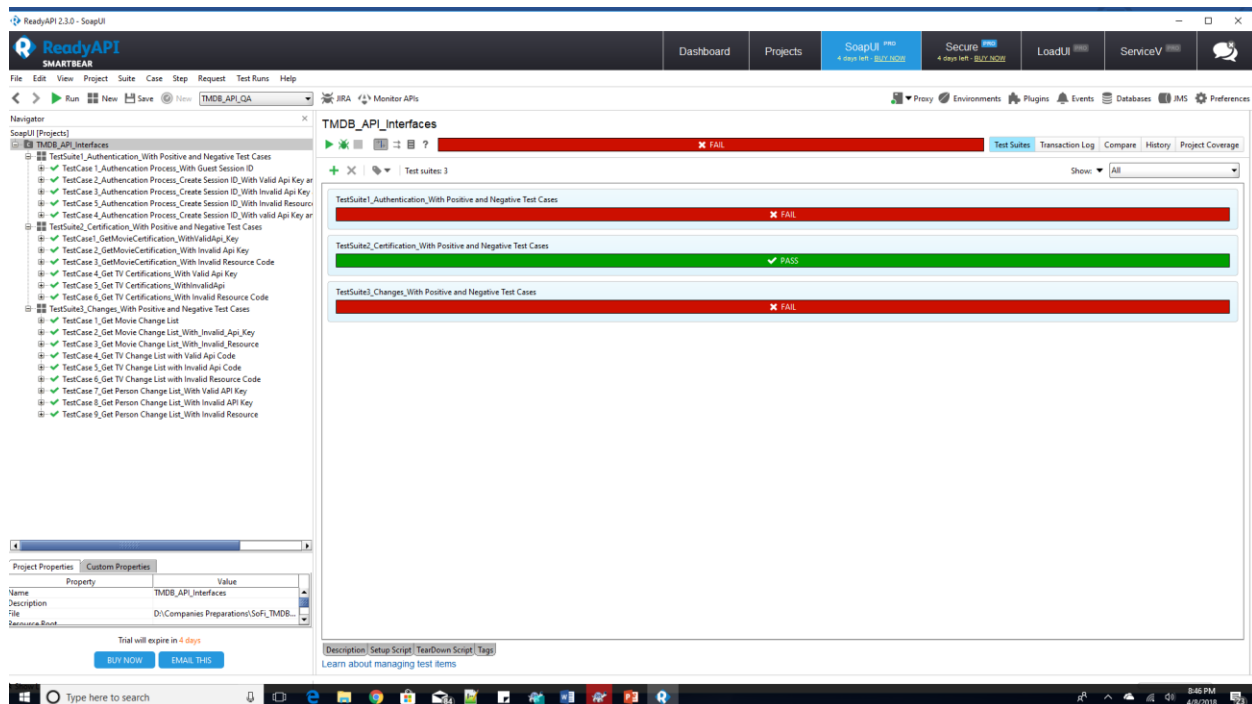 ReadyAPI 2.3.0 - SoapUI
ReadyAPI
SMARTBEAR
Dashboard
Projects
SoapUI PRO
4 days left - BUY NOW
Secure PRO
4 days left - BUY NOW
LoadUI
ServiceV
File Edit View Project Suite Case Step Request Test Runs Help
Run New Save New TMDB_API_QA JIRA Monitor APIs
Proxy Environments Plugins Events Databases JMS Preferences
Navigator
SoapUI [Projects]
TMDB_API_Interfaces
TestSuite1_Authentication_With Positive and Negative Test Cases
TestCase 1_Authencation Process_With Guest Session ID
TestCase 2_Authencation Process_Create Session ID_With Valid Api Key ar
TestCase 3_Authencation Process_Create Session ID_With Invalid Api Key
TestCase 5_Authencation Process_Create Session ID_With Invalid Resourc
TestCase 4_Authencation Process_Create Session ID_With valid Api Key ar
TestSuite2_Certification_With Positive and Negative Test Cases
TestCase1_GetMovieCertification_WithValidApi_Key
TestCase 2_GetMovieCertification_With Invalid Api Key
TestCase 3_GetMovieCertification_With Invalid Resource Code
TestCase 4_Get TV Certifications_With Valid Api Key
TestCase 5_Get TV Certifications_WithInvalidApi
TestCase 6_Get TV Certifications_With Invalid Resource Code
TestSuite3_Changes_With Positive and Negative Test Cases
TestCase 1_Get Movie Change List
TestCase 2_Get Movie Change List_With_Invalid_Api_Key
TestCase 3_Get Movie Change List_With_Invalid_Resource
TestCase 4_Get TV Change List with Valid Api Code
TestCase 5_Get TV Change List with Invalid Api Code
TestCase 6_Get TV Change List with Invalid Resource Code
TestCase 7_Get Person Change List_With Valid API Key
TestCase 8_Get Person Change List_With Invalid API Key
TestCase 9_Get Person Change List_With Invalid Resource
Project Properties Custom Properties
Property Value
Name TMDB_API_Interfaces
Description
File D:\Companies Preparations\SoFi_TMDB...
Resource Root
Trial will expire in 4 days
BUY NOW EMAIL THIS
TMDB_API_Interfaces
? FAIL
Test Suites Transaction Log Compare History Project Coverage
Test suites: 3
Show: All
TestSuite1_Authentication_With Positive and Negative Test Cases
FAIL
TestSuite2_Certification_With Positive and Negative Test Cases
PASS
TestSuite3_Changes_With Positive and Negative Test Cases
FAIL
Description Setup Script TearDown Script Tags
Learn about managing test items
Type here to search
8:46 PM
4/8/2018